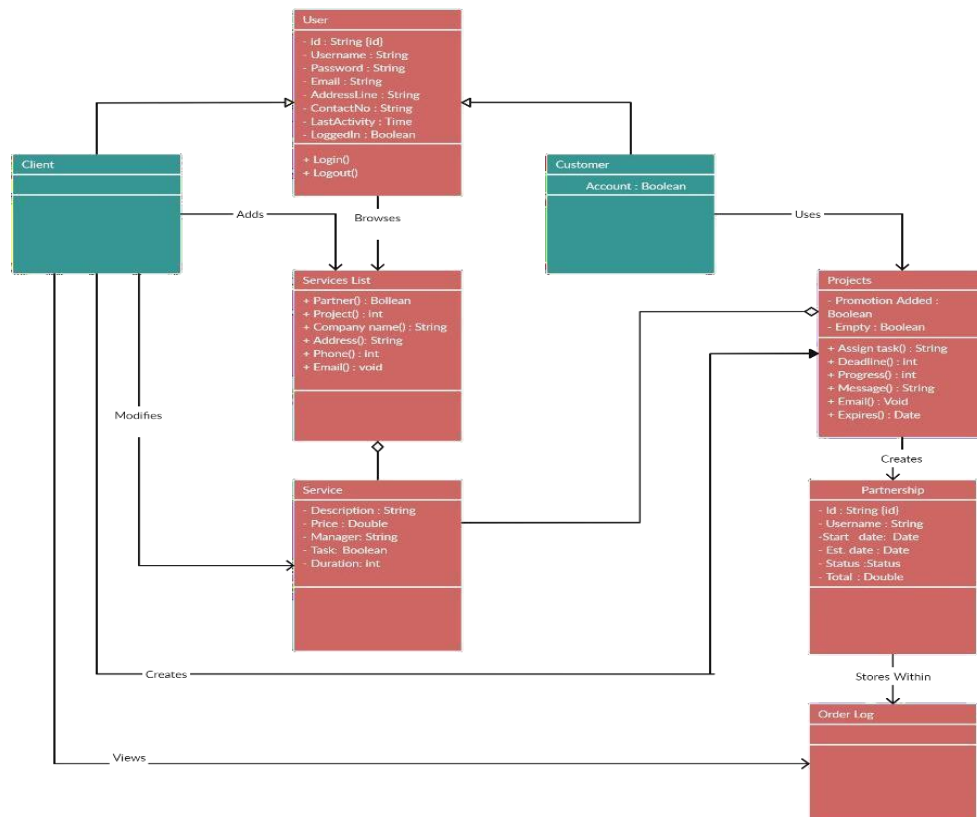 User
- id : String {id}
- Username : String
- Password : String
- Email : String
- AddressLine : String
- ContactNo : String
- LastActivity : Time
- LoggedIn : Boolean
+ Login()
+ Logout()
Client
Customer
Account : Boolean
Adds
Browses
Uses
Services List
+ Partner() : Bollean
+ Project() : int
+ Company name() : String
+ Address(): String
+ Phone() : int
+ Email() : void
Projects
- Promotion Added :
Boolean
- Empty : Boolean
+ Assign task() : String
+ Deadline() : int
+ Progress() : int
+ Message() : String
+ Email() : Void
+ Expires() : Date
Modifies
Creates
Service
- Description : String
- Price : Double
- Manager: String
- Task: Boolean
- Duration: int
Partnership
- Id : String {id}
- Username : String
-Start date: Date
- Est. date : Date
- Status :Status
- Total : Double
Creates
Stores Within
Order Log
Views